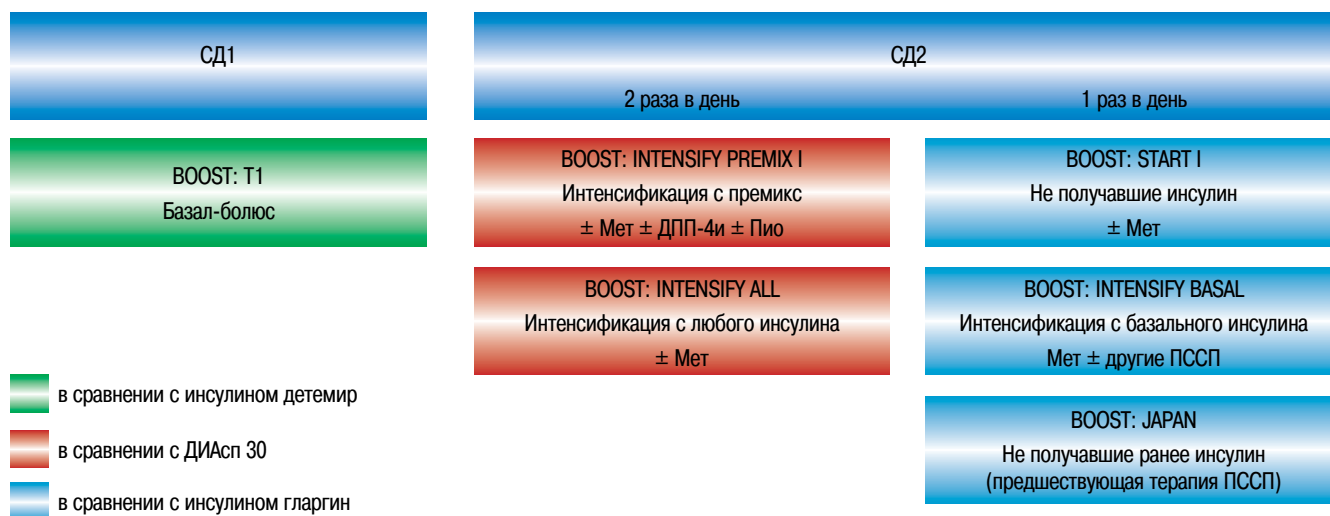 СД1
СД2
2 раза в день
1 раз в день
BOOST: T1
Базал-болюс
BOOST: INTENSIFY PREMIX I
Интенсификация с премикс
± Мет ± ДПП-4и ± Пио
BOOST: START I
Не получавшие инсулин
± Мет
BOOST: INTENSIFY ALL
Интенсификация с любого инсулина
± Мет
BOOST: INTENSIFY BASAL
Интенсификация с базального инсулина
Мет ± другие ПССП
BOOST: JAPAN
Не получавшие ранее инсулин
(предшествующая терапия ПССП)
в сравнении с инсулином детемир
в сравнении с ДИАсп 30
в сравнении с инсулином гларгин